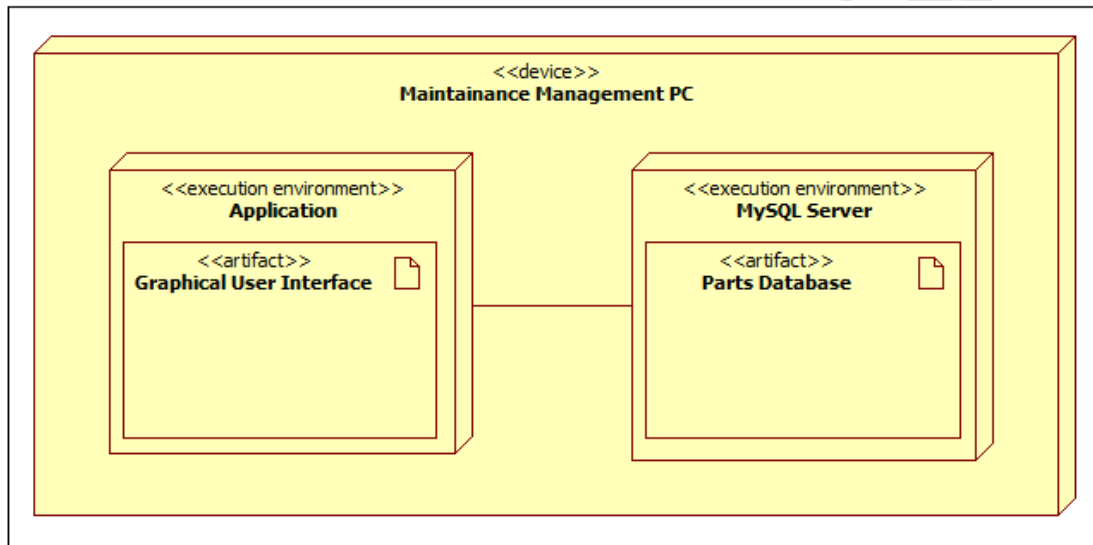 <<device>>
Maintainance Management PC
<<execution environment>>
Application
<<artifact>>
Graphical User Interface
<<execution environment>>
MySQL Server
<<artifact>>
Parts Database